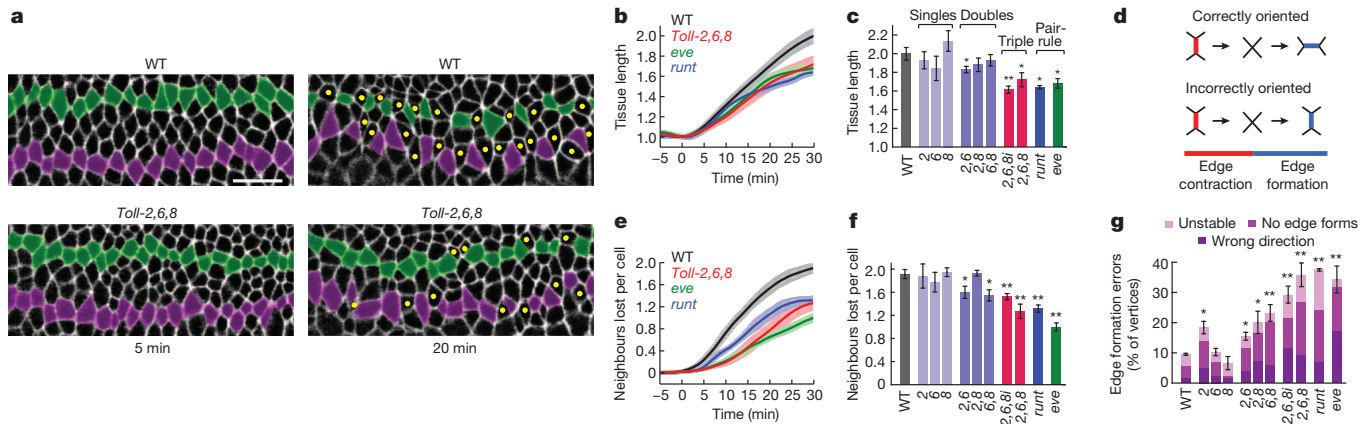 a
WT
WT
Toll-2,6,8
Toll-2,6,8
5 min
20 min
b
WT
Toll-2,6,8
eve
runt
Tissue length
2.0
1.8
1.6
1.4
1.2
1.0
–5 0 5 10 15 20 25 30
Time (min)
c
Singles Doubles
Triple
Pair-
rule
Tissue length
2.4
2.2
2.0
1.8
1.6
1.4
1.2
1.0
* ** * * *
WT 2 6 8 2,6 2,8 6,8 2,6,8i 2,6,8 runt eve
d
Correctly oriented
Incorrectly oriented
Edge
contraction
Edge
formation
e
WT
Toll-2,6,8
eve
runt
Neighbours lost per cell
2.0
1.6
1.2
0.8
0.4
0
–5 0 5 10 15 20 25 30
Time (min)
f
Neighbours lost per cell
2.0
1.6
1.2
0.8
0.4
0
* * ** ** ** **
WT 2 6 8 2,6 2,8 6,8 2,6,8i 2,6,8 runt eve
g
Unstable
No edge forms
Wrong direction
Edge formation errors
(% of vertices)
40
30
20
10
0
* * * ** ** ** ** **
WT 2 6 8 2,6 2,8 6,8 2,6,8i 2,6,8 runt eve